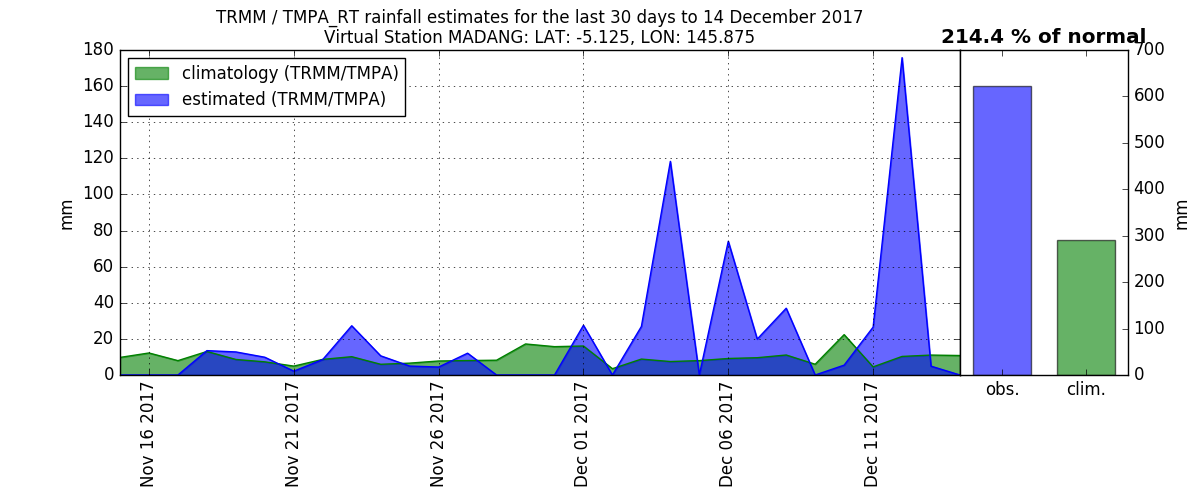 TRMM / TMPA_RT rainfall estimates for the last 30 days to 14 December 2017
Virtual Station MADANG: LAT: -5.125, LON: 145.875
214.4 % of normal
climatology (TRMM/TMPA)
estimated (TRMM/TMPA)
mm
180
160
140
120
100
80
60
40
20
0
Nov 16 2017
Nov 21 2017
Nov 26 2017
Dec 01 2017
Dec 06 2017
Dec 11 2017
obs.
clim.
700
600
500
400
300
200
100
0
mm